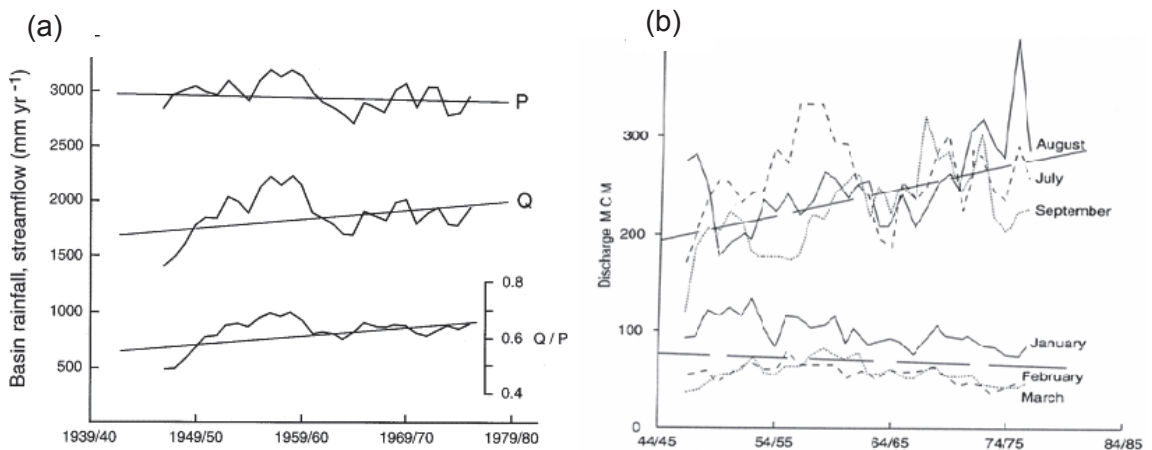 (a)
Basin rainfall, streamflow (mm yr⁻¹)
3000
2500
2000
1500
1000
500
P
Q
0.8
0.6
0.4
Q / P
1939/40
1949/50
1959/60
1969/70
1979/80
(b)
Discharge M.C.M
300
200
100
0
August
July
September
January
February
March
44/45
54/55
64/65
74/75
84/85